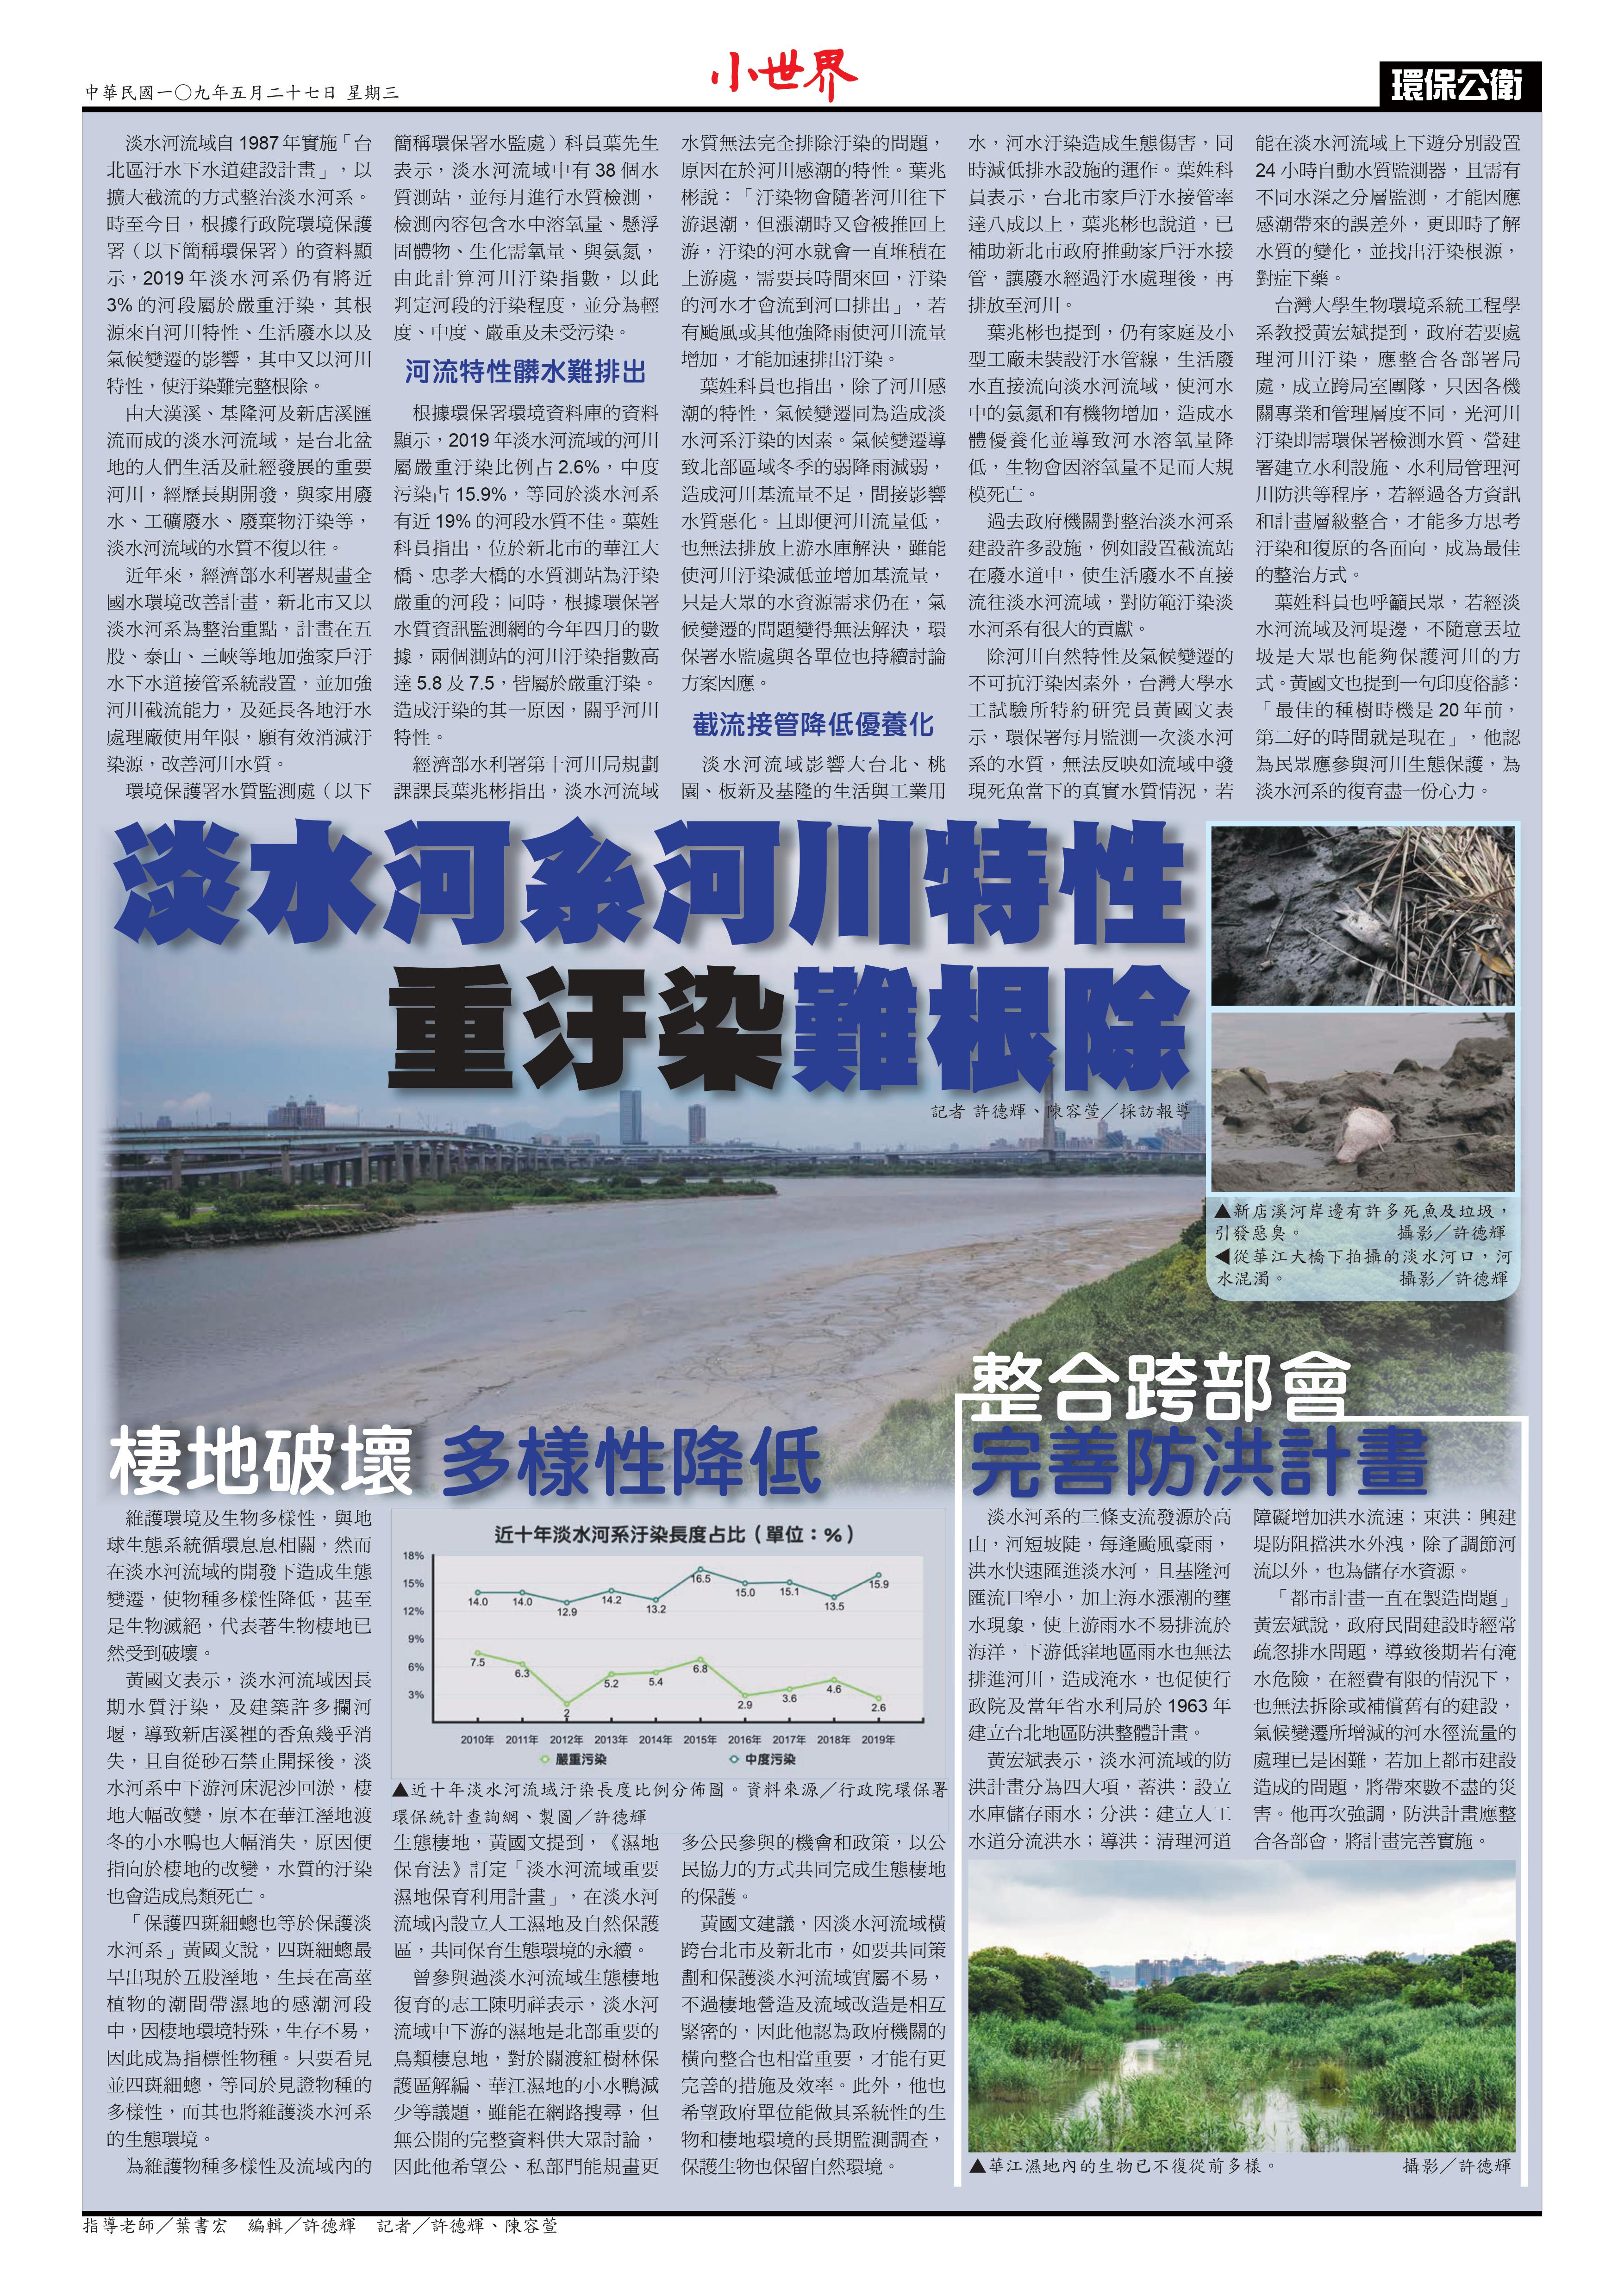 中華民國一〇九年五月二十七日 星期三
小世界
環保公衛
淡水河流域自 1987 年實施「台
北區汙水下水道建設計畫」，以
擴大截流的方式整治淡水河系。
時至今日，根據行政院環境保護
署（以下簡稱環保署）的資料顯
示，2019 年淡水河系仍有將近
3% 的河段屬於嚴重汙染，其根
源來自河川特性、生活廢水以及
氣候變遷的影響，其中又以河川
特性，使汙染難完整根除。
由大漢溪、基隆河及新店溪匯
流而成的淡水河流域，是台北盆
地的人們生活及社經發展的重要
河川，經歷長期開發，與家用廢
水、工礦廢水、廢棄物汙染等，
淡水河流域的水質不復以往。
近年來，經濟部水利署規畫全
國水環境改善計畫，新北市又以
淡水河系為整治重點，計畫在五
股、泰山、三峽等地加強家戶汙
水下水道接管系統設置，並加強
河川截流能力，及延長各地汙水
處理廠使用年限，願有效消減汙
染源，改善河川水質。
環境保護署水質監測處（以下
簡稱環保署水監處）科員葉先生
表示，淡水河流域中有 38 個水
質測站，並每月進行水質檢測，
檢測內容包含水中溶氧量、懸浮
固體物、生化需氧量、與氨氮，
由此計算河川汙染指數，以此
判定河段的汙染程度，並分為輕
度、中度、嚴重及未受污染。
河流特性髒水難排出
根據環保署環境資料庫的資料
顯示，2019 年淡水河流域的河川
屬嚴重汙染比例占 2.6%，中度
污染占 15.9%，等同於淡水河系
有近 19% 的河段水質不佳。葉姓
科員指出，位於新北市的華江大
橋、忠孝大橋的水質測站為汙染
嚴重的河段；同時，根據環保署
水質資訊監測網的今年四月的數
據，兩個測站的河川汙染指數高
達 5.8 及 7.5，皆屬於嚴重汙染。
造成汙染的其一原因，關乎河川
特性。
經濟部水利署第十河川局規劃
課課長葉兆彬指出，淡水河流域
水質無法完全排除汙染的問題，
原因在於河川感潮的特性。葉兆
彬說：「汙染物會隨著河川往下
游退潮，但漲潮時又會被推回上
游，汙染的河水就會一直堆積在
上游處，需要長時間來回，汙染
的河水才會流到河口排出」，若
有颱風或其他強降雨使河川流量
增加，才能加速排出汙染。
葉姓科員也指出，除了河川感
潮的特性，氣候變遷同為造成淡
水河系汙染的因素。氣候變遷導
致北部區域冬季的弱降雨減弱，
造成河川基流量不足，間接影響
水質惡化。且即便河川流量低，
也無法排放上游水庫解決，雖能
使河川汙染減低並增加基流量，
只是大眾的水資源需求仍在，氣
候變遷的問題變得無法解決，環
保署水監處與各單位也持續討論
方案因應。
截流接管降低優養化
淡水河流域影響大台北、桃
園、板新及基隆的生活與工業用
水，河水汙染造成生態傷害，同
時減低排水設施的運作。葉姓科
員表示，台北市家戶汙水接管率
達八成以上，葉兆彬也說道，已
補助新北市政府推動家戶汙水接
管，讓廢水經過汙水處理後，再
排放至河川。
葉兆彬也提到，仍有家庭及小
型工廠未裝設汙水管線，生活廢
水直接流向淡水河流域，使河水
中的氨氮和有機物增加，造成水
體優養化並導致河水溶氧量降
低，生物會因溶氧量不足而大規
模死亡。
過去政府機關對整治淡水河系
建設許多設施，例如設置截流站
在廢水道中，使生活廢水不直接
流往淡水河流域，對防範汙染淡
水河系有很大的貢獻。
除河川自然特性及氣候變遷的
不可抗汙染因素外，台灣大學水
工試驗所特約研究員黃國文表
示，環保署每月監測一次淡水河
系的水質，無法反映如流域中發
現死魚當下的真實水質情況，若
能在淡水河流域上下遊分別設置
24 小時自動水質監測器，且需有
不同水深之分層監測，才能因應
感潮帶來的誤差外，更即時了解
水質的變化，並找出汙染根源，
對症下藥。
台灣大學生物環境系統工程學
系教授黃宏斌提到，政府若要處
理河川汙染，應整合各部署局
處，成立跨局室團隊，只因各機
關專業和管理層度不同，光河川
汙染即需環保署檢測水質、營建
署建立水利設施、水利局管理河
川防洪等程序，若經過各方資訊
和計畫層級整合，才能多方思考
汙染和復原的各面向，成為最佳
的整治方式。
葉姓科員也呼籲民眾，若經淡
水河流域及河堤邊，不隨意丟垃
圾是大眾也能夠保護河川的方
式。黃國文也提到一句印度俗諺：
「最佳的種樹時機是 20 年前，
第二好的時間就是現在」，他認
為民眾應參與河川生態保護，為
淡水河系的復育盡一份心力。
淡水河系河川特性
重汙染難根除
記者 許德輝、陳容萱／採訪報導
▲新店溪河岸邊有許多死魚及垃圾，
引發惡臭。 攝影／許德輝
◀從華江大橋下拍攝的淡水河口，河
水混濁。 攝影／許德輝
棲地破壞 多樣性降低
維護環境及生物多樣性，與地
球生態系統循環息息相關，然而
在淡水河流域的開發下造成生態
變遷，使物種多樣性降低，甚至
是生物滅絕，代表著生物棲地已
然受到破壞。
黃國文表示，淡水河流域因長
期水質汙染，及建築許多攔河
堰，導致新店溪裡的香魚幾乎消
失，且自從砂石禁止開採後，淡
水河系中下游河床泥沙回淤，棲
地大幅改變，原本在華江溼地渡
冬的小水鴨也大幅消失，原因便
指向於棲地的改變，水質的汙染
也會造成鳥類死亡。
「保護四斑細蟌也等於保護淡
水河系」黃國文說，四斑細蟌最
早出現於五股溼地，生長在高莖
植物的潮間帶濕地的感潮河段
中，因棲地環境特殊，生存不易，
因此成為指標性物種。只要看見
並四斑細蟌，等同於見證物種的
多樣性，而其也將維護淡水河系
的生態環境。
為維護物種多樣性及流域內的
近十年淡水河系汙染長度占比（單位：%）
18%
15%
12%
9%
6%
3%
14.0 14.0 12.9 14.2 13.2 16.5 15.0 15.1 13.5 15.9
7.5 6.3 2 5.2 5.4 6.8 2.9 3.6 4.6 2.6
2010年 2011年 2012年 2013年 2014年 2015年 2016年 2017年 2018年 2019年
嚴重污染 中度污染
▲近十年淡水河流域汙染長度比例分佈圖。資料來源／行政院環保署
環保統計查詢網、製圖／許德輝
生態棲地，黃國文提到，《濕地
保育法》訂定「淡水河流域重要
濕地保育利用計畫」，在淡水河
流域內設立人工濕地及自然保護
區，共同保育生態環境的永續。
曾參與過淡水河流域生態棲地
復育的志工陳明祥表示，淡水河
流域中下游的濕地是北部重要的
鳥類棲息地，對於關渡紅樹林保
護區解編、華江濕地的小水鴨減
少等議題，雖能在網路搜尋，但
無公開的完整資料供大眾討論，
因此他希望公、私部門能規畫更
多公民參與的機會和政策，以公
民協力的方式共同完成生態棲地
的保護。
黃國文建議，因淡水河流域橫
跨台北市及新北市，如要共同策
劃和保護淡水河流域實屬不易，
不過棲地營造及流域改造是相互
緊密的，因此他認為政府機關的
橫向整合也相當重要，才能有更
完善的措施及效率。此外，他也
希望政府單位能做具系統性的生
物和棲地環境的長期監測調查，
保護生物也保留自然環境。
整合跨部會
完善防洪計畫
淡水河系的三條支流發源於高
山，河短坡陡，每逢颱風豪雨，
洪水快速匯進淡水河，且基隆河
匯流口窄小，加上海水漲潮的壅
水現象，使上游雨水不易排流於
海洋，下游低窪地區雨水也無法
排進河川，造成淹水，也促使行
政院及當年省水利局於 1963 年
建立台北地區防洪整體計畫。
黃宏斌表示，淡水河流域的防
洪計畫分為四大項，蓄洪：設立
水庫儲存雨水；分洪：建立人工
水道分流洪水；導洪：清理河道
障礙增加洪水流速；束洪：興建
堤防阻擋洪水外洩，除了調節河
流以外，也為儲存水資源。
「都市計畫一直在製造問題」
黃宏斌說，政府民間建設時經常
疏忽排水問題，導致後期若有淹
水危險，在經費有限的情況下，
也無法拆除或補償舊有的建設，
氣候變遷所增減的河水徑流量的
處理已是困難，若加上都市建設
造成的問題，將帶來數不盡的災
害。他再次強調，防洪計畫應整
合各部會，將計畫完善實施。
▲華江濕地內的生物已不復從前多樣。 攝影／許德輝
指導老師／葉書宏 編輯／許德輝 記者／許德輝、陳容萱